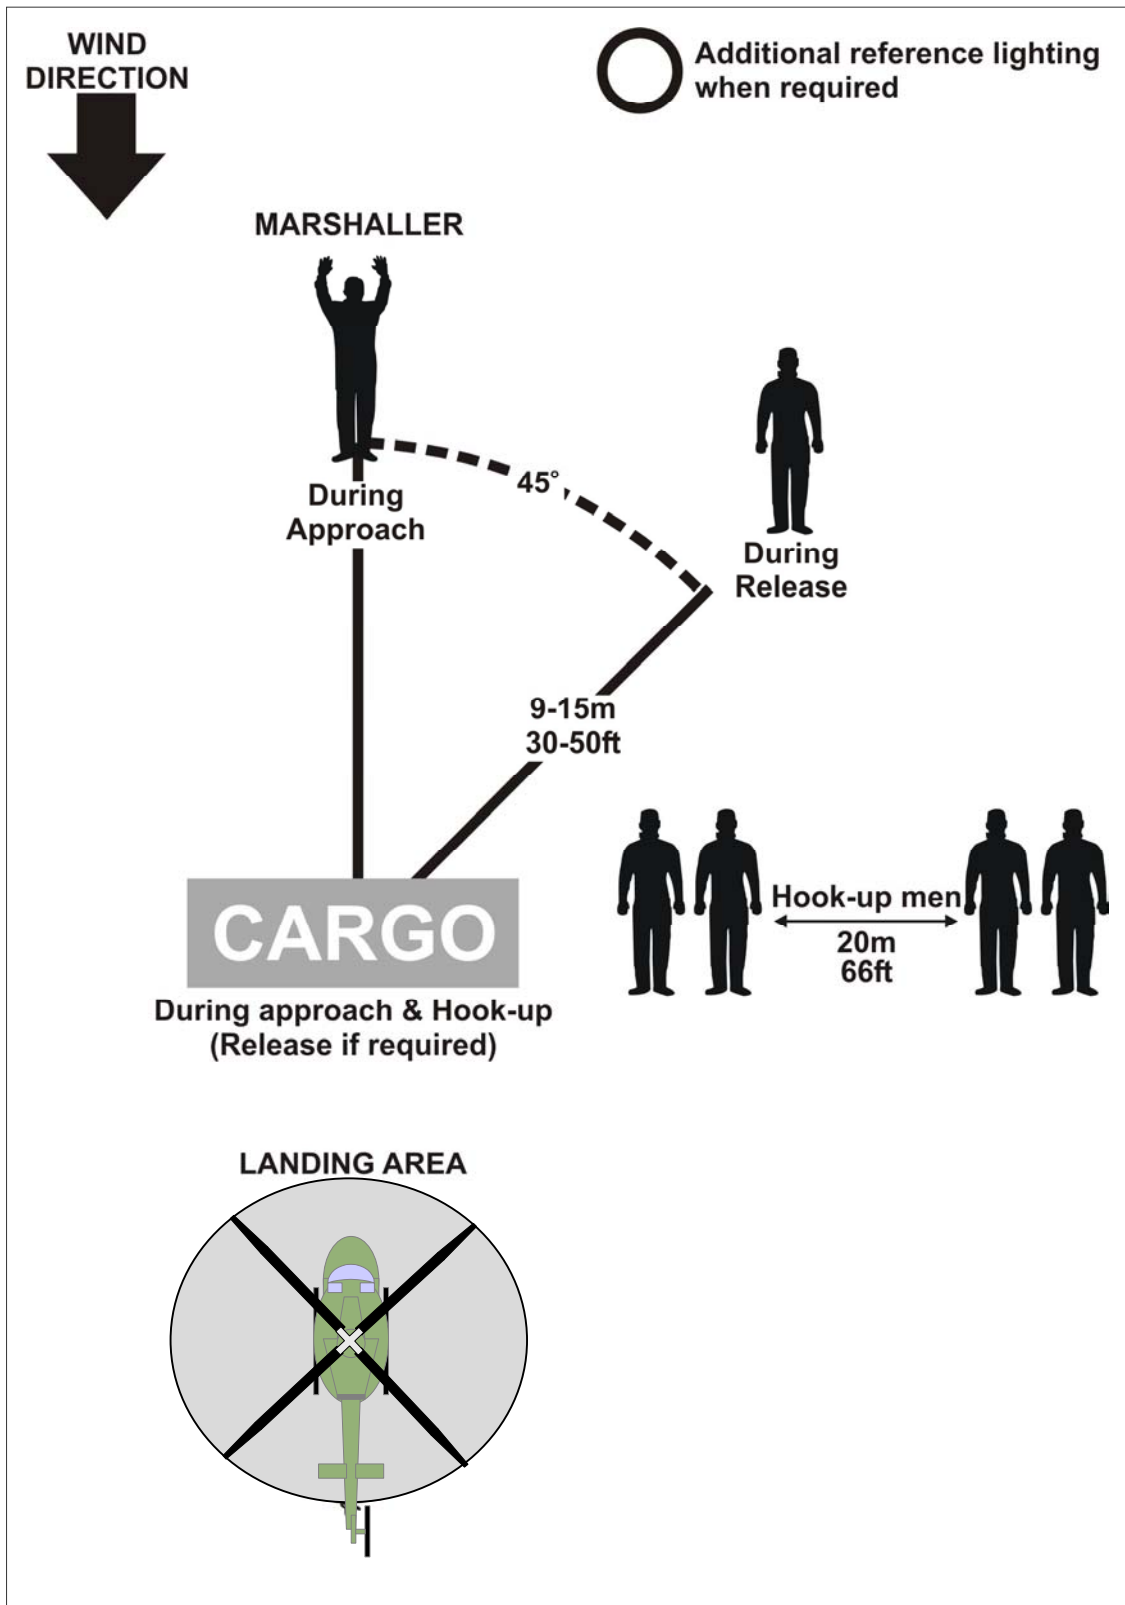 WIND
DIRECTION
Additional reference lighting
when required
MARSHALLER
During
Approach
45°
During
Release
9-15m
30-50ft
Hook-up men
20m
66ft
CARGO
During approach & Hook-up
(Release if required)
LANDING AREA